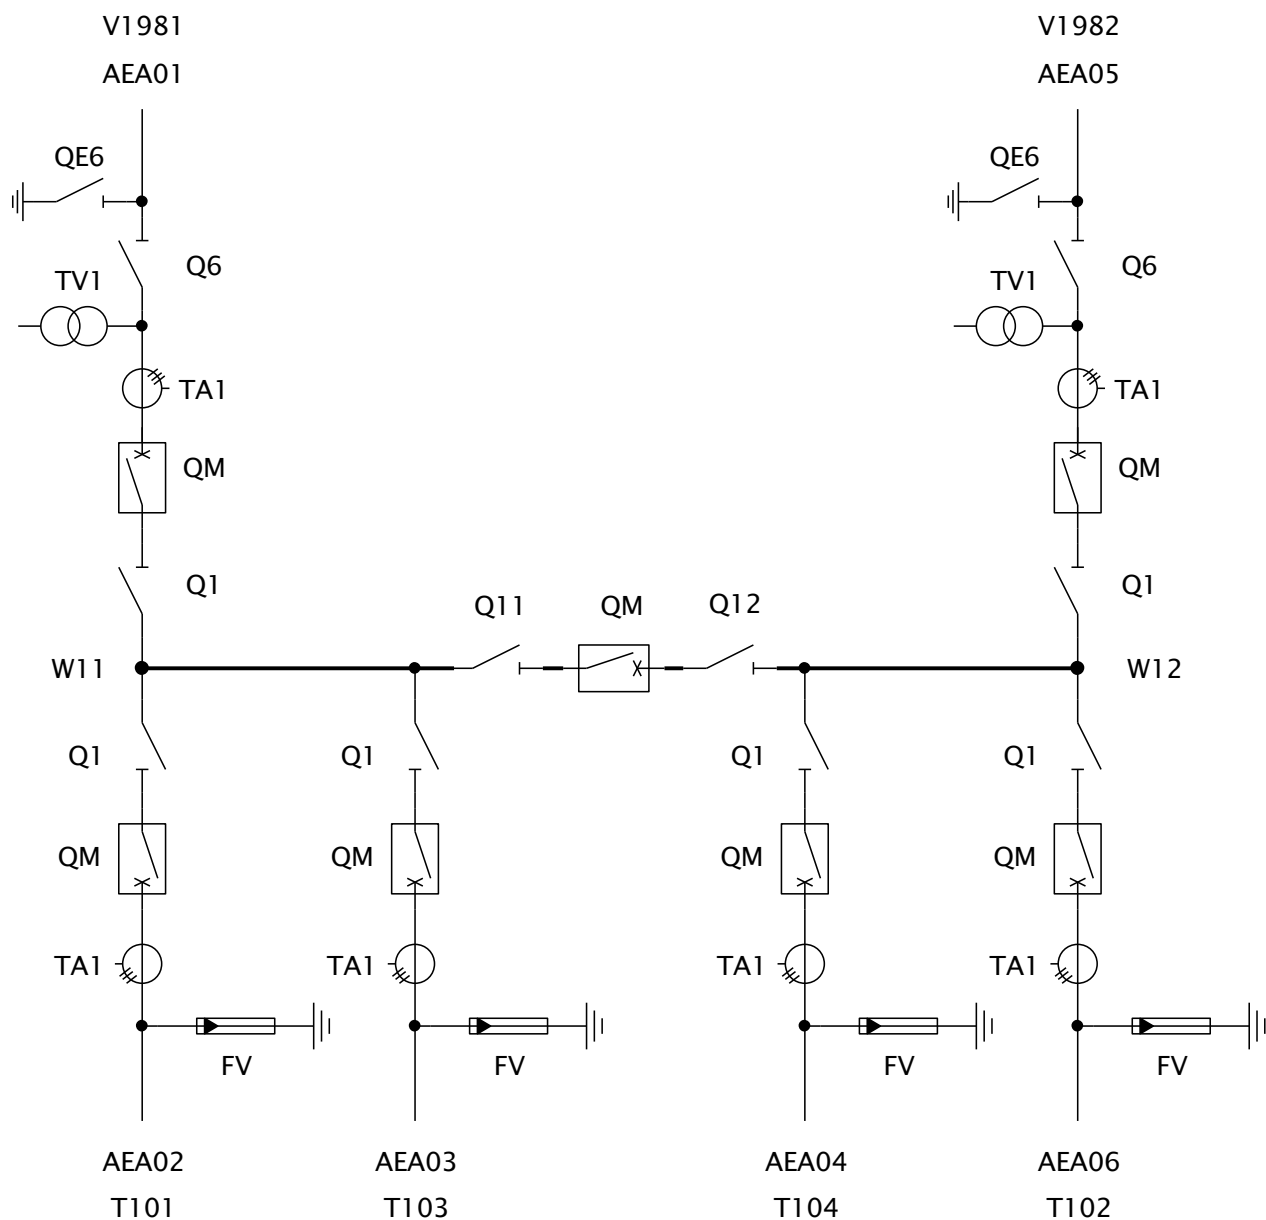 V1981
V1982
AEA01
AEA05
QE6
QE6
Q6
Q6
TV1
TV1
TA1
TA1
QM
QM
Q1
Q1
Q11
QM
Q12
W11
W12
Q1
Q1
Q1
Q1
QM
QM
QM
QM
TA1
TA1
TA1
TA1
FV
FV
FV
FV
AEA02
AEA03
AEA04
AEA06
T101
T103
T104
T102